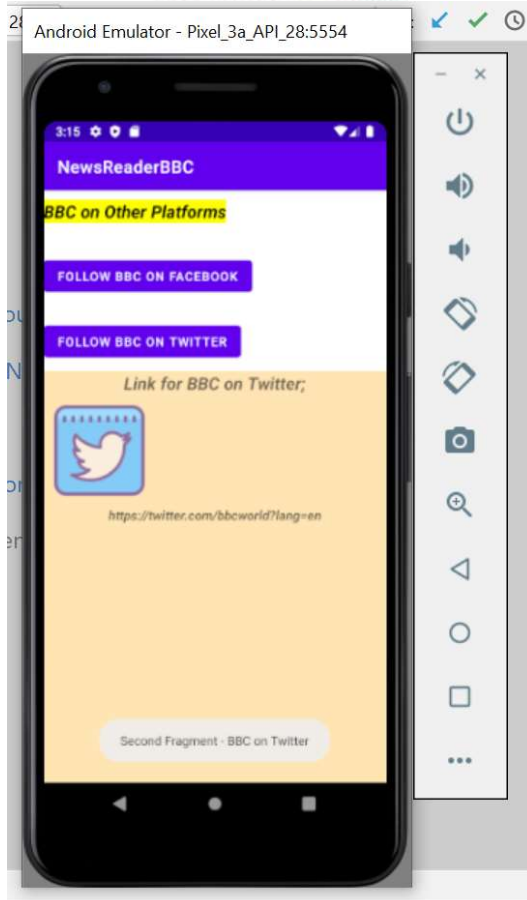 28
Android Emulator - Pixel_3a_API_28:5554
3:15
NewsReaderBBC
BBC on Other Platforms
FOLLOW BBC ON FACEBOOK
FOLLOW BBC ON TWITTER
Link for BBC on Twitter;
https://twitter.com/bbcworld?lang=en
Second Fragment - BBC on Twitter